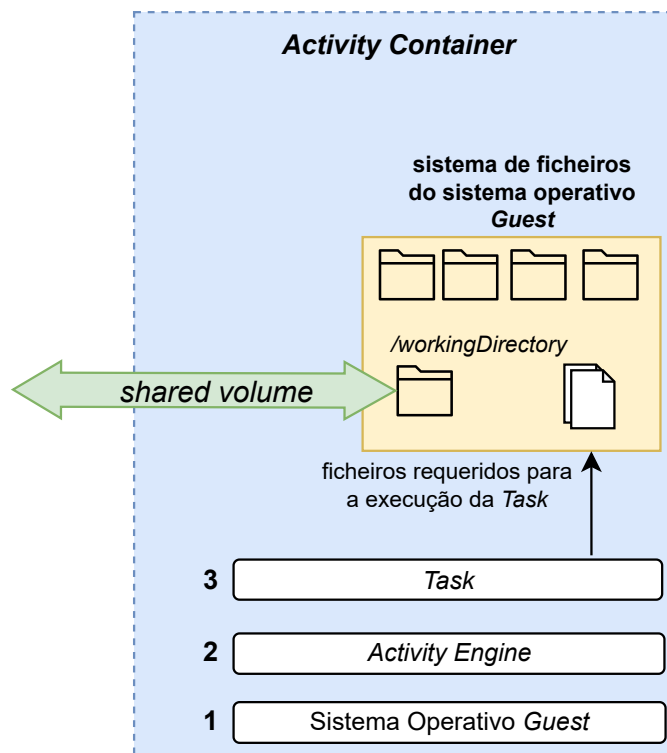 Activity Container
sistema de ficheiros
do sistema operativo
Guest
/workingDirectory
shared volume
ficheiros requeridos para
a execução da Task
3 Task
2 Activity Engine
1 Sistema Operativo Guest